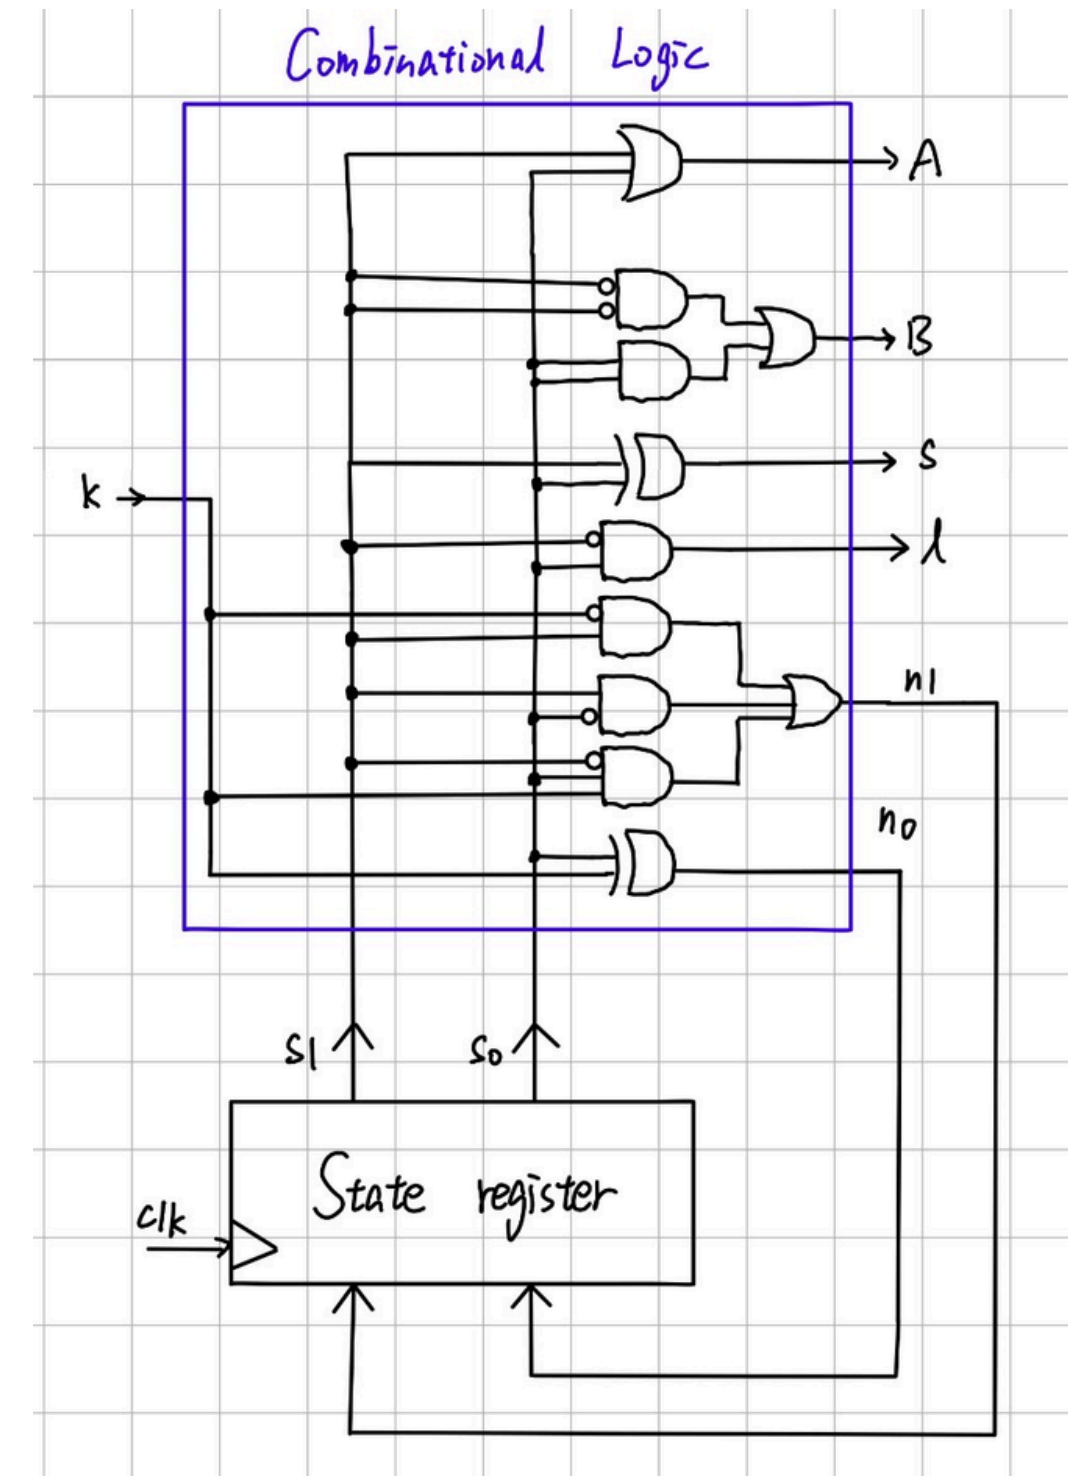 Combinational Logic
A
B
k
s
l
n1
n0
s1
s0
State register
clk